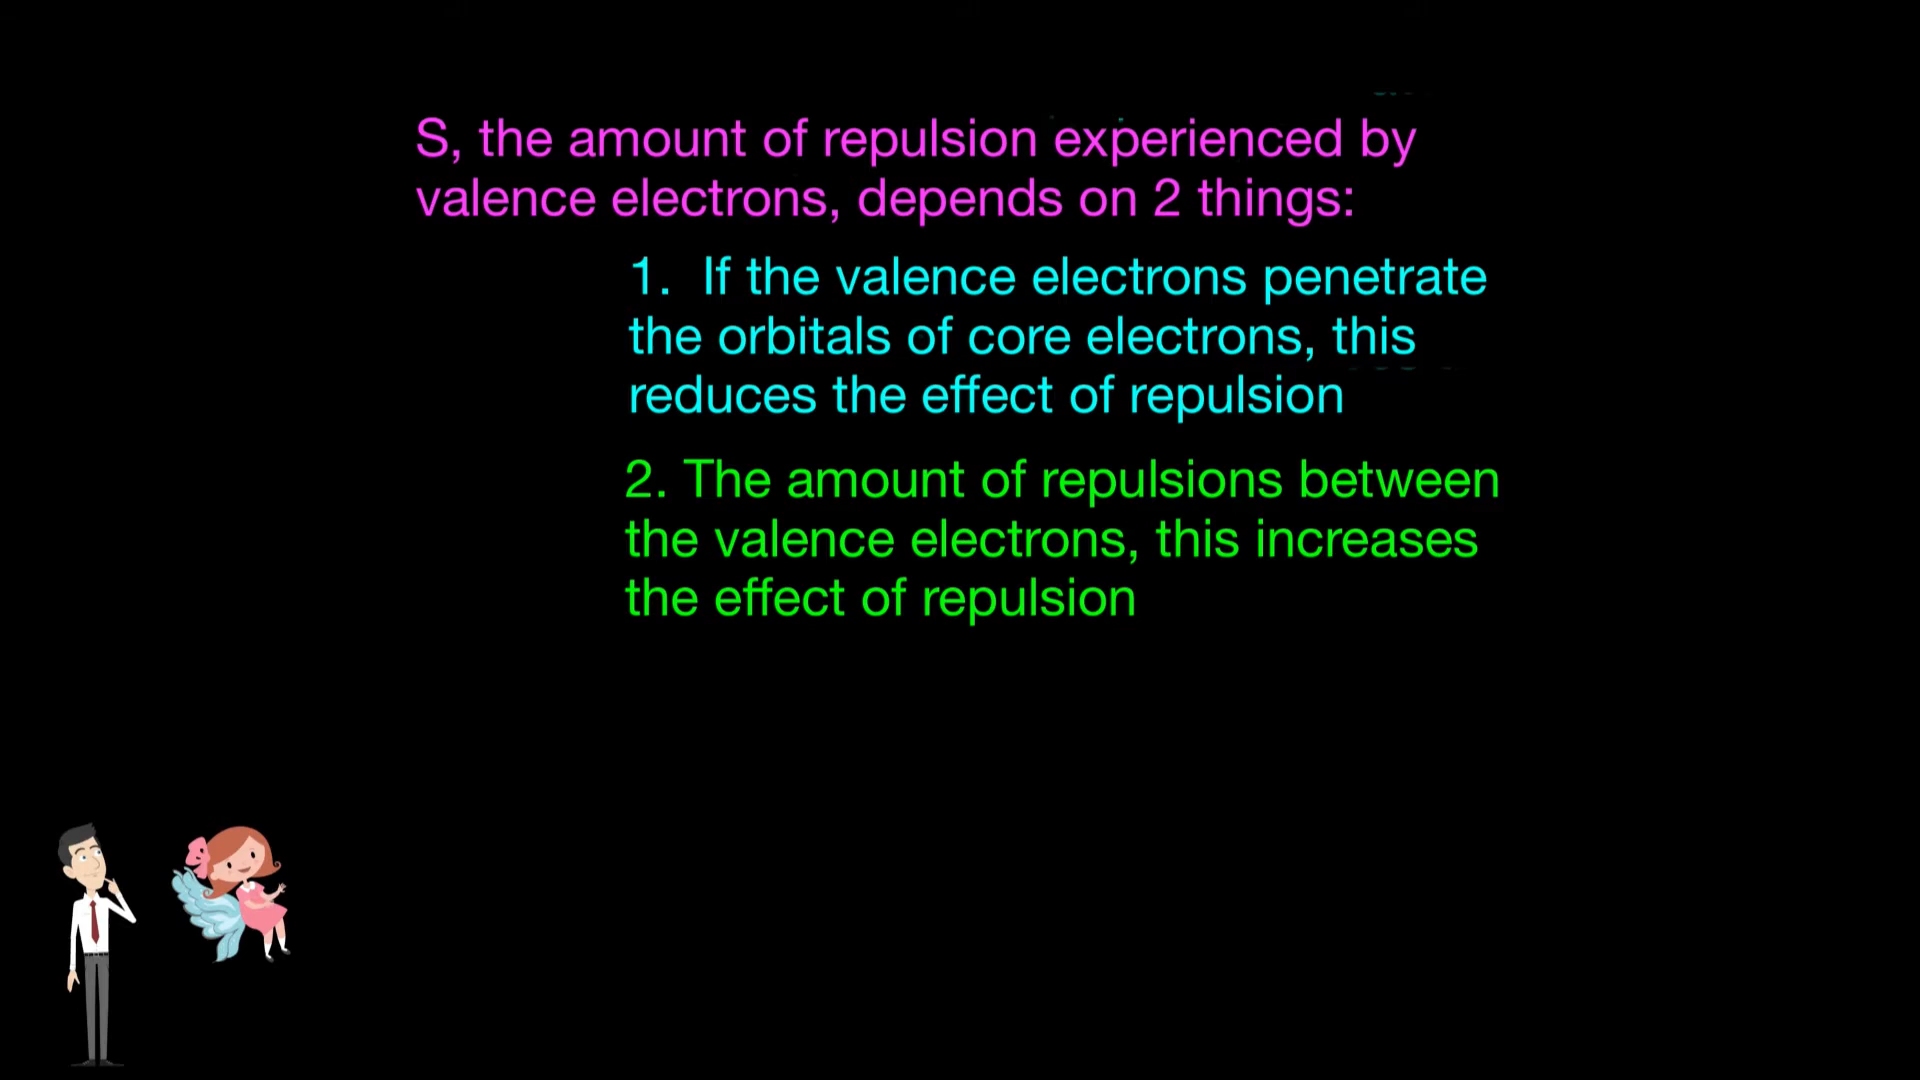 S, the amount of repulsion experienced by
valence electrons, depends on 2 things:
1. If the valence electrons penetrate
the orbitals of core electrons, this
reduces the effect of repulsion
2. The amount of repulsions between
the valence electrons, this increases
the effect of repulsion